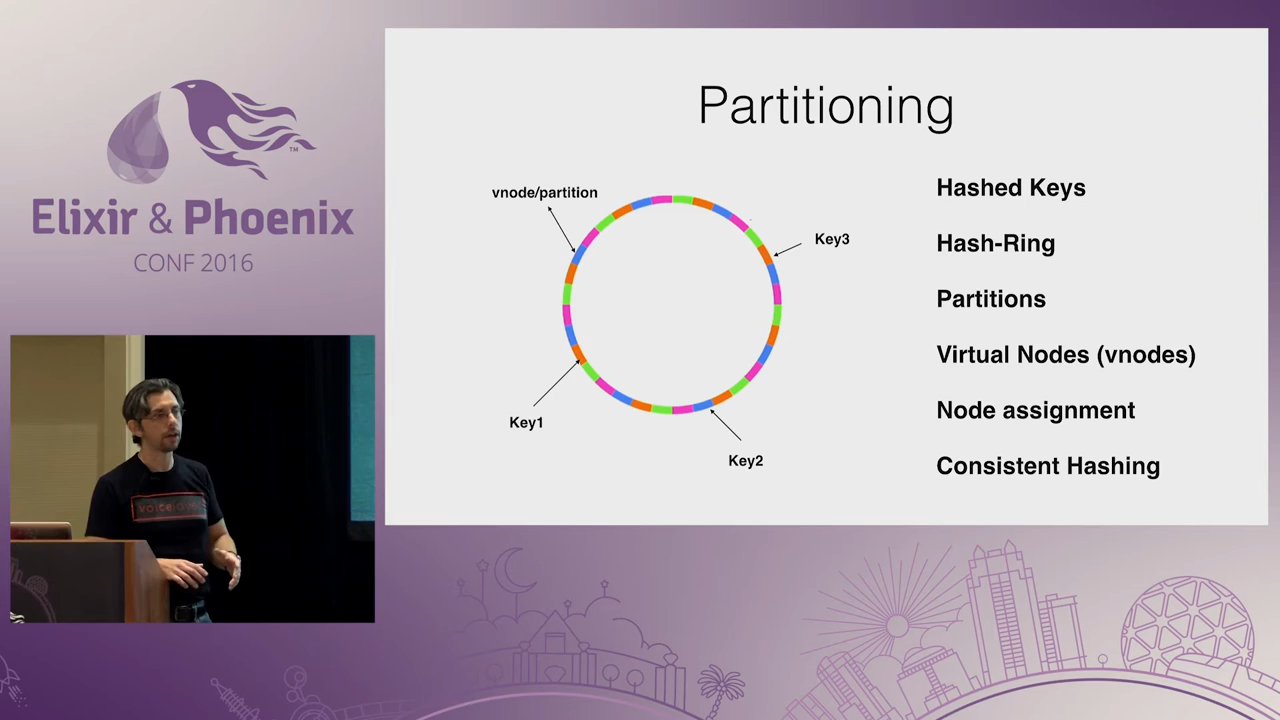 TM
Elixir & Phoenix
CONF 2016
Partitioning
vnode/partition
Key3
Key1
Key2
Hashed Keys
Hash-Ring
Partitions
Virtual Nodes (vnodes)
Node assignment
Consistent Hashing